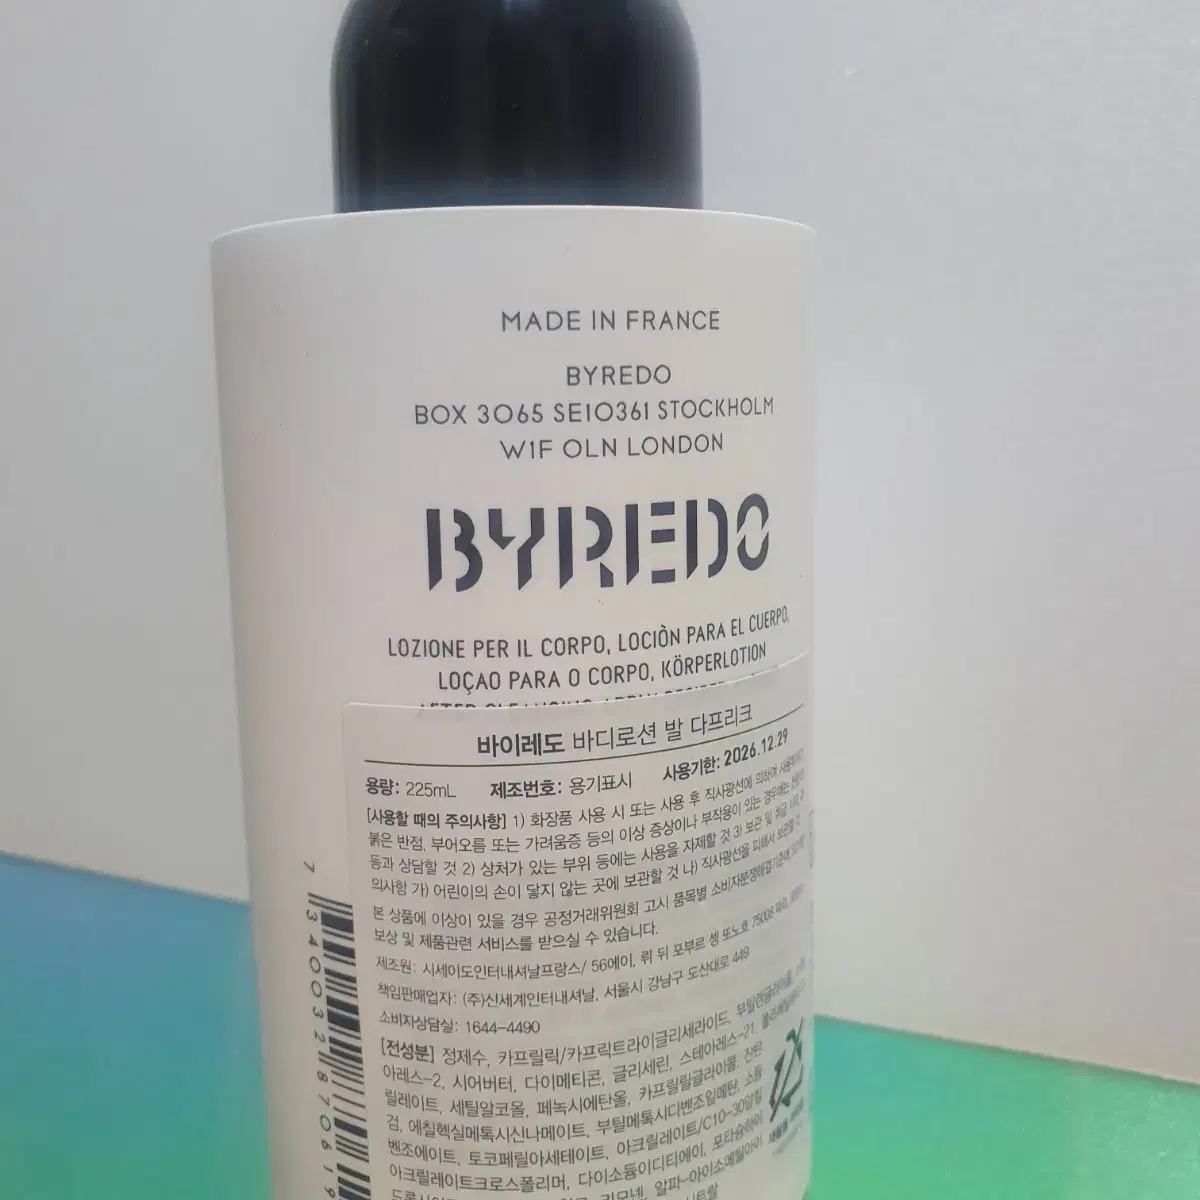 MADE IN FRANCE
BYREDO
BOX 3065 SE10361 STOCKHOLM
W1F OLN LONDON
BYREDO
LOZIONE PER IL CORPO, LOCIÒN PARA EL CUERPO,
LOÇAO PARA O CORPO, KÖRPERLOTION
바이레도 바디로션 발 다프리크
용량: 225mL 제조번호: 용기표시 사용기한: 2026.12.29
[사용할 때의 주의사항] 1) 화장품 사용 시 또는 사용 후 직사광선에 의하여 사용부위가
붉은 반점, 부어오름 또는 가려움증 등의 이상 증상이나 부작용이 있는 경우에는
등과 상담할 것 2) 상처가 있는 부위 등에는 사용을 자제할 것 3) 보관 및 취급 시의
의사항 가) 어린이의 손이 닿지 않는 곳에 보관할 것 나) 직사광선을 피해서 보관할 것
본 상품에 이상이 있을 경우 공정거래위원회 고시 품목별 소비자분쟁해결기준에
보상 및 제품관련 서비스를 받으실 수 있습니다.
제조원: 시세이도인터내셔날프랑스/ 56에이, 뤼 뒤 포부르 생 또노호 75008
책임판매업자: (주)신세계인터내셔날, 서울시 강남구 도산대로 449
소비자상담실: 1644-4490
[전성분] 정제수, 카프릴릭/카프릭트라이글리세라이드, 부틸렌글라이콜,
아레스-2, 시어버터, 다이메티콘, 글리세린, 스테아레스-21,
릴레이트, 세틸알코올, 페녹시에탄올, 카프릴릴글라이콜, 잔탄
검, 에칠헥실메톡시신나메이트, 부틸메톡시디벤조일메탄, 소듐
벤조에이트, 토코페릴아세테이트, 아크릴레이트/C10-30알킬
아크릴레이트크로스폴리머, 다이소듐이디티에이, 포타슘하이
리모넨, 알파-아이소메틸아이
7 340032 870619